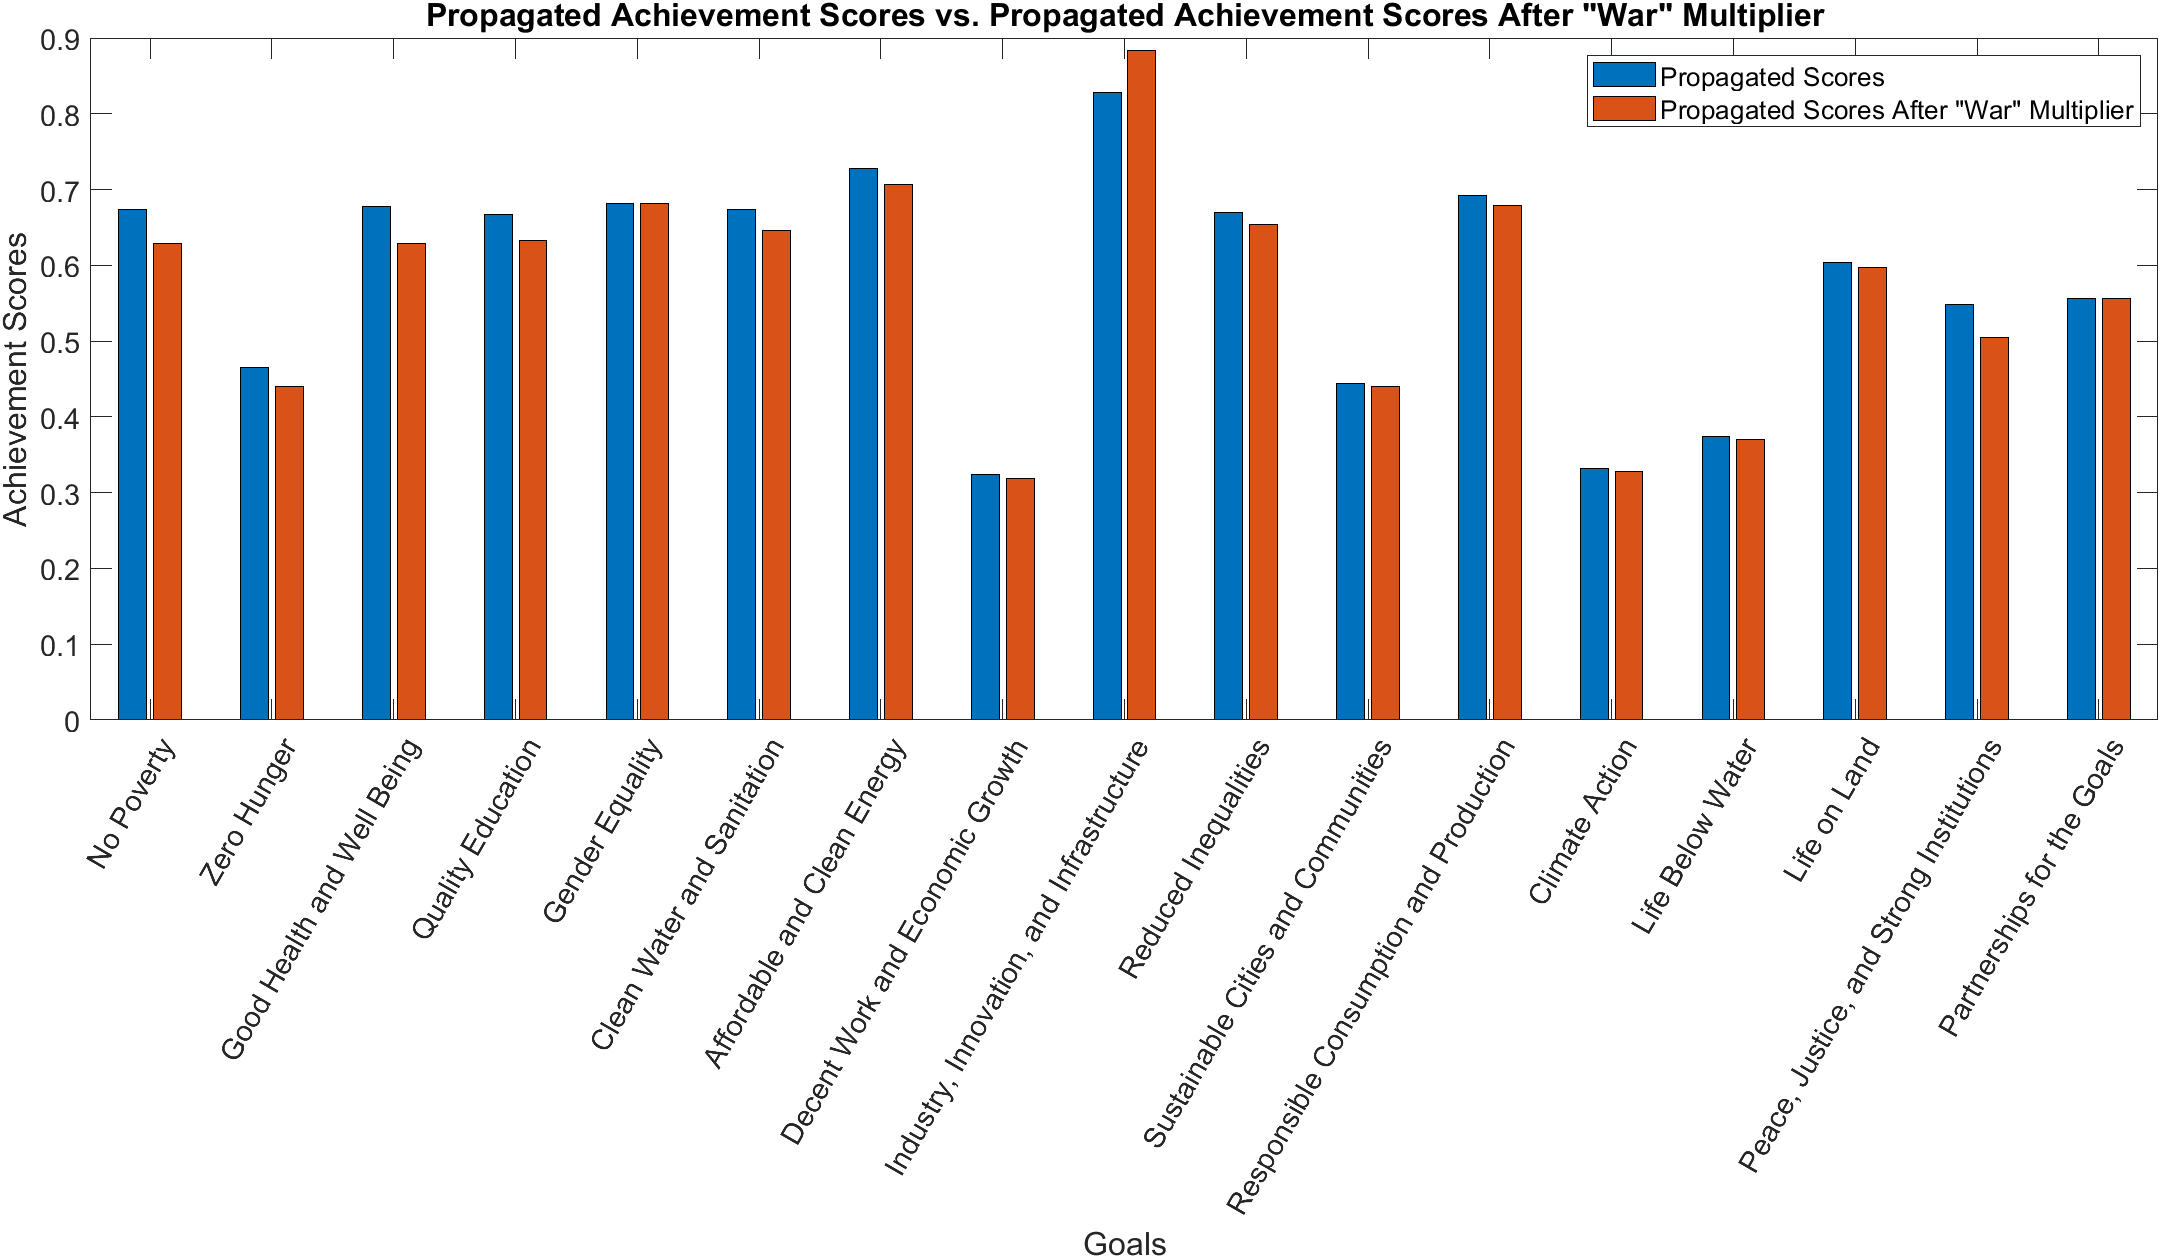 Propagated Achievement Scores vs. Propagated Achievement Scores After "War" Multiplier
Propagated Scores
Propagated Scores After "War" Multiplier
Achievement Scores
0.9
0.8
0.7
0.6
0.5
0.4
0.3
0.2
0.1
0
No Poverty
Zero Hunger
Good Health and Well Being
Quality Education
Gender Equality
Clean Water and Sanitation
Affordable and Clean Energy
Decent Work and Economic Growth
Industry, Innovation, and Infrastructure
Reduced Inequalities
Sustainable Cities and Communities
Responsible Consumption and Production
Climate Action
Life Below Water
Life on Land
Peace, Justice, and Strong Institutions
Partnerships for the Goals
Goals